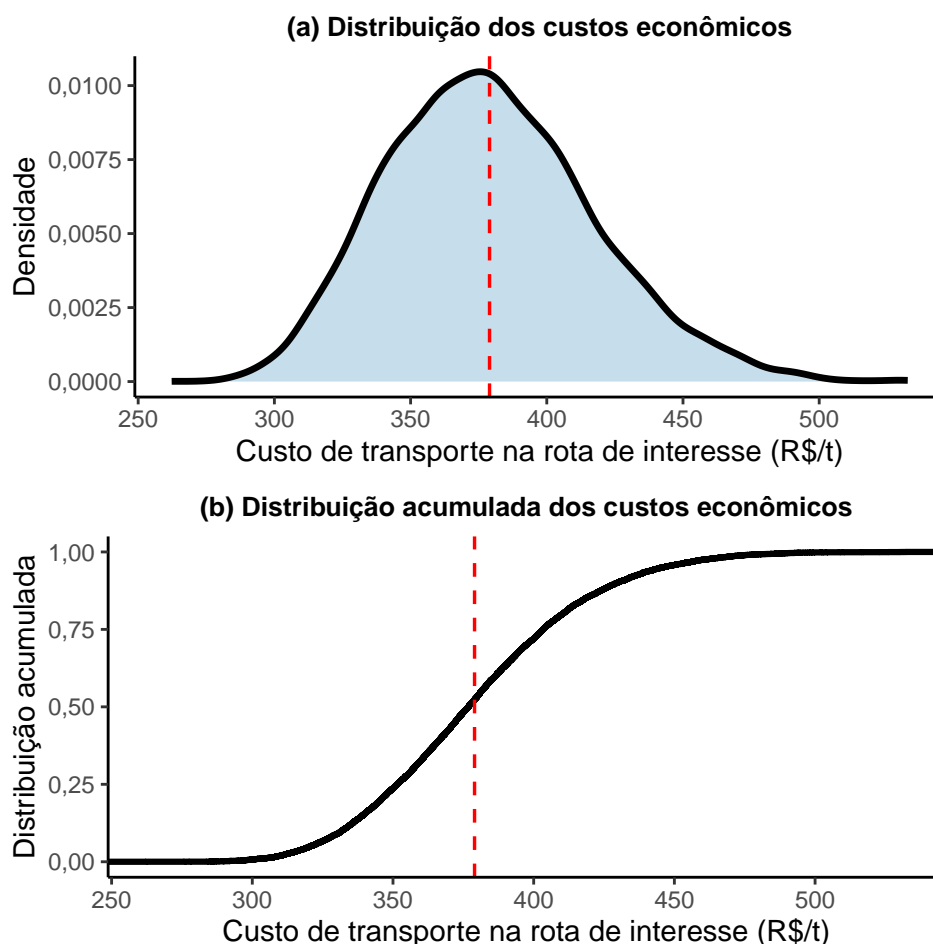 (a) Distribuição dos custos econômicos
Densidade
0,0100
0,0075
0,0050
0,0025
0,0000
250 300 350 400 450 500
Custo de transporte na rota de interesse (R$/t)
(b) Distribuição acumulada dos custos econômicos
Distribuição acumulada
1,00
0,75
0,50
0,25
0,00
250 300 350 400 450 500
Custo de transporte na rota de interesse (R$/t)